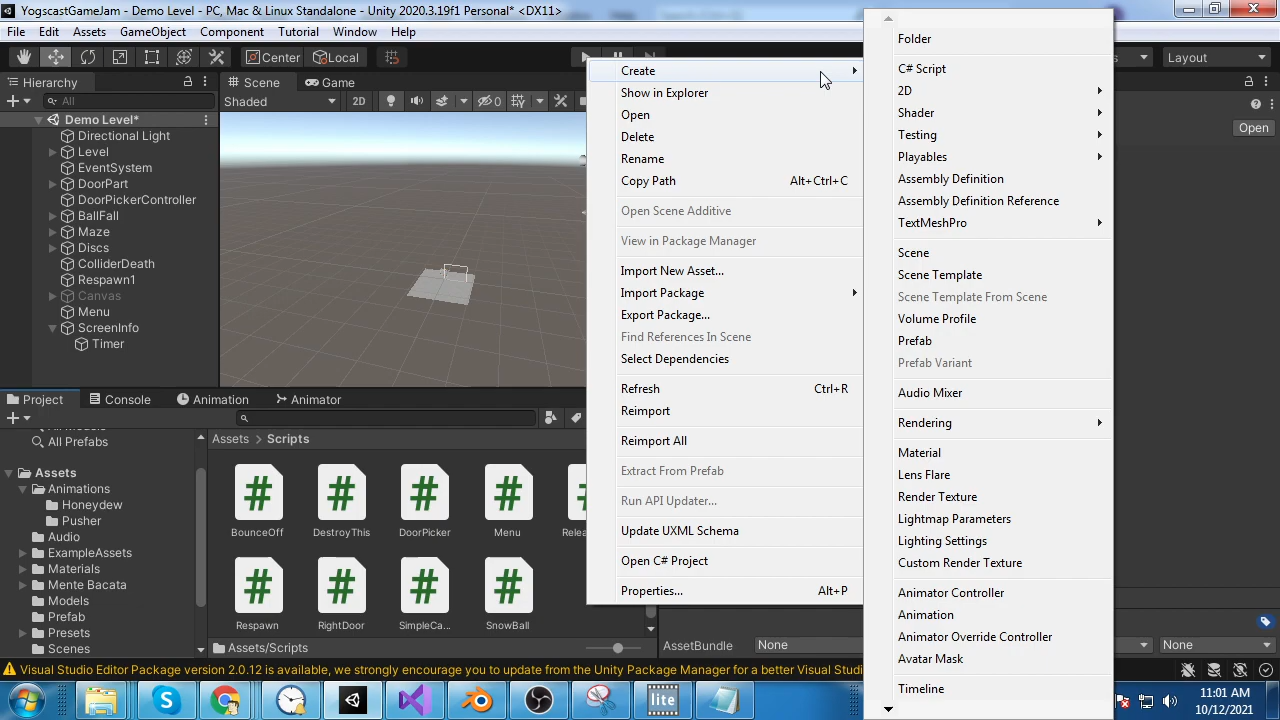 YogscastGameJam - Demo Level - PC, Mac & Linux Standalone - Unity 2020.3.19f1 Personal* <DX11>
File Edit Assets GameObject Component Tutorial Window Help
Center Local Layout
Hierarchy
All
Demo Level*
Directional Light
Level
EventSystem
DoorPart
DoorPickerController
BallFall
Maze
Discs
ColliderDeath
Respawn1
Canvas
Menu
ScreenInfo
Timer
Scene Game
Shaded 2D 0
Create
Show in Explorer
Open
Delete
Rename
Copy Path Alt+Ctrl+C
Open Scene Additive
View in Package Manager
Import New Asset...
Import Package
Export Package...
Find References In Scene
Select Dependencies
Refresh Ctrl+R
Reimport
Reimport All
Extract From Prefab
Run API Updater...
Update UXML Schema
Open C# Project
Properties... Alt+P
Folder
C# Script
2D
Shader
Testing
Playables
Assembly Definition
Assembly Definition Reference
TextMeshPro
Scene
Scene Template
Scene Template From Scene
Volume Profile
Prefab
Prefab Variant
Audio Mixer
Rendering
Material
Lens Flare
Render Texture
Lightmap Parameters
Lighting Settings
Custom Render Texture
Animator Controller
Animation
Animator Override Controller
Avatar Mask
Timeline
Open
Project Console Animation Animator
All Prefabs
Assets
Animations
Honeydew
Pusher
Audio
ExampleAssets
Materials
Mente Bacata
Models
Prefab
Presets
Scenes
Assets > Scripts
BounceOff DestroyThis DoorPicker Menu
Respawn RightDoor SimpleCa... SnowBall
Assets/Scripts
AssetBundle None None
Visual Studio Editor Package version 2.0.12 is available, we strongly encourage you to update from the Unity Package Manager for a better Visual Studi
lite
11:01 AM
10/12/2021